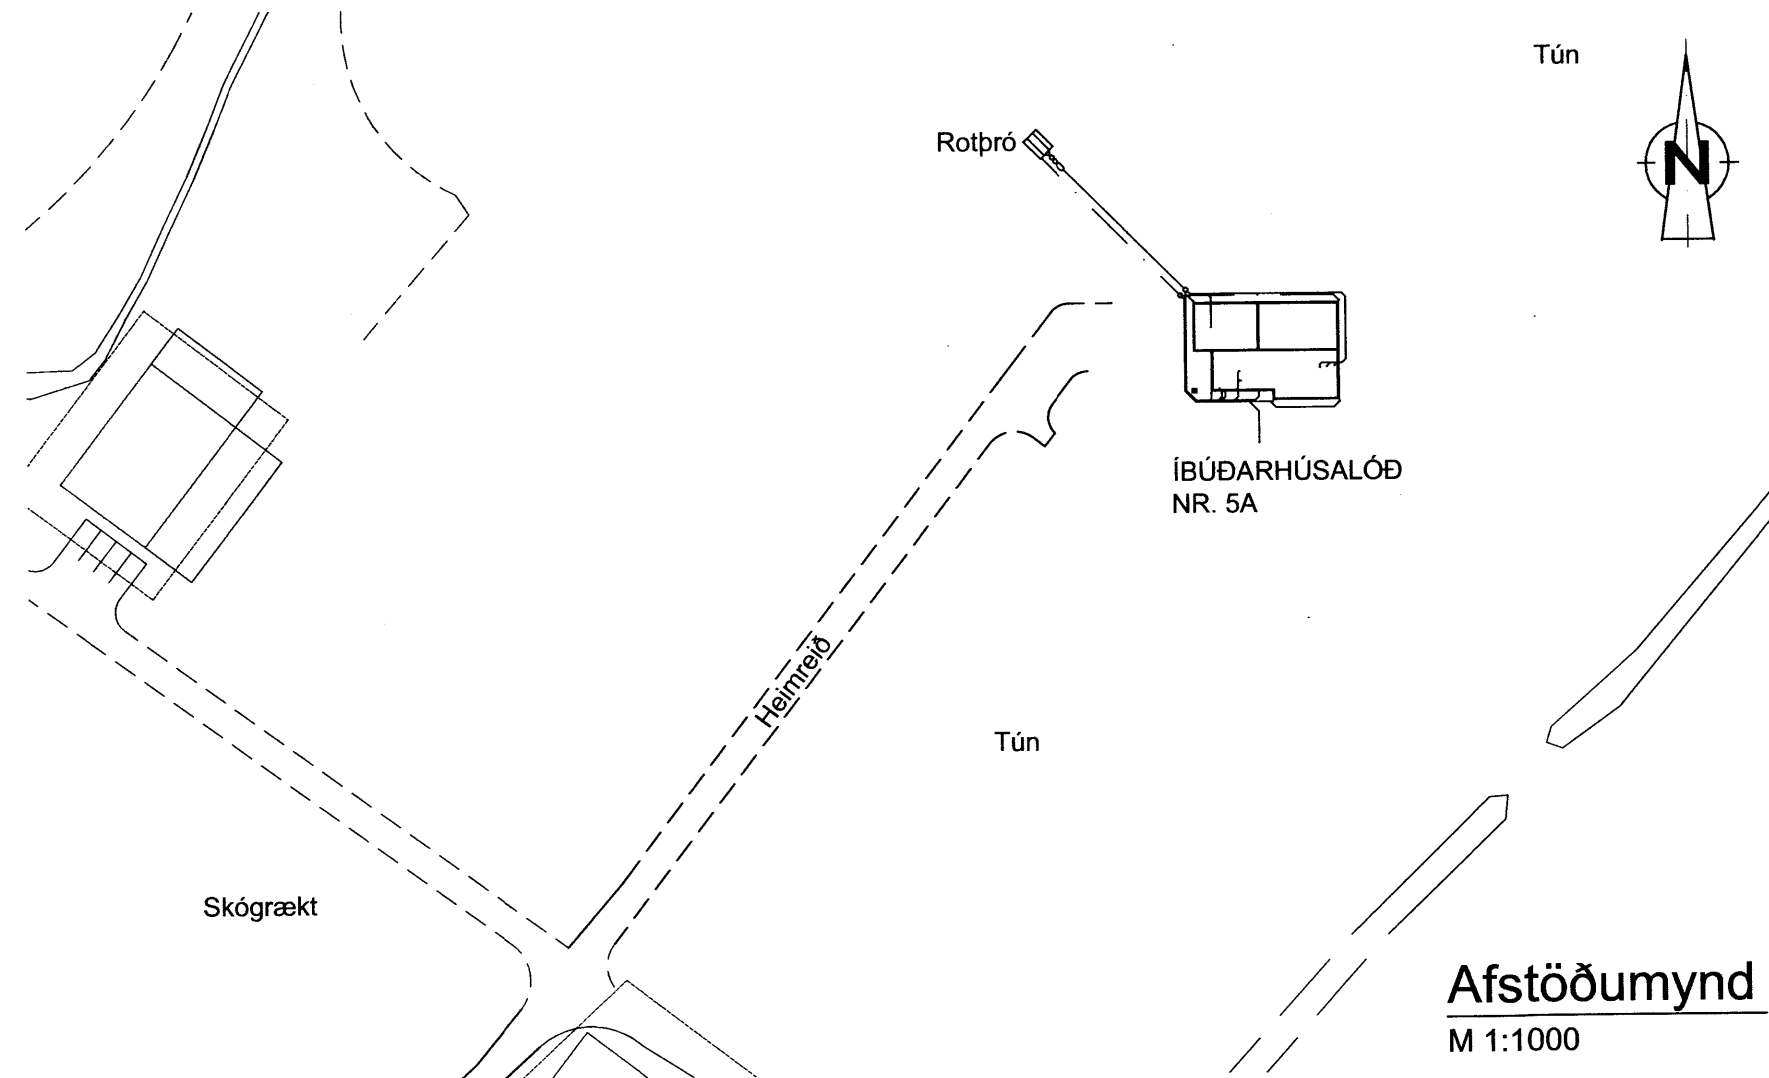 Tún
N
Rotþró
ÍBÚÐARHÚSALÓÐ
NR. 5A
Heimreið
Tún
Skógrækt
Afstöðumynd
M 1:1000